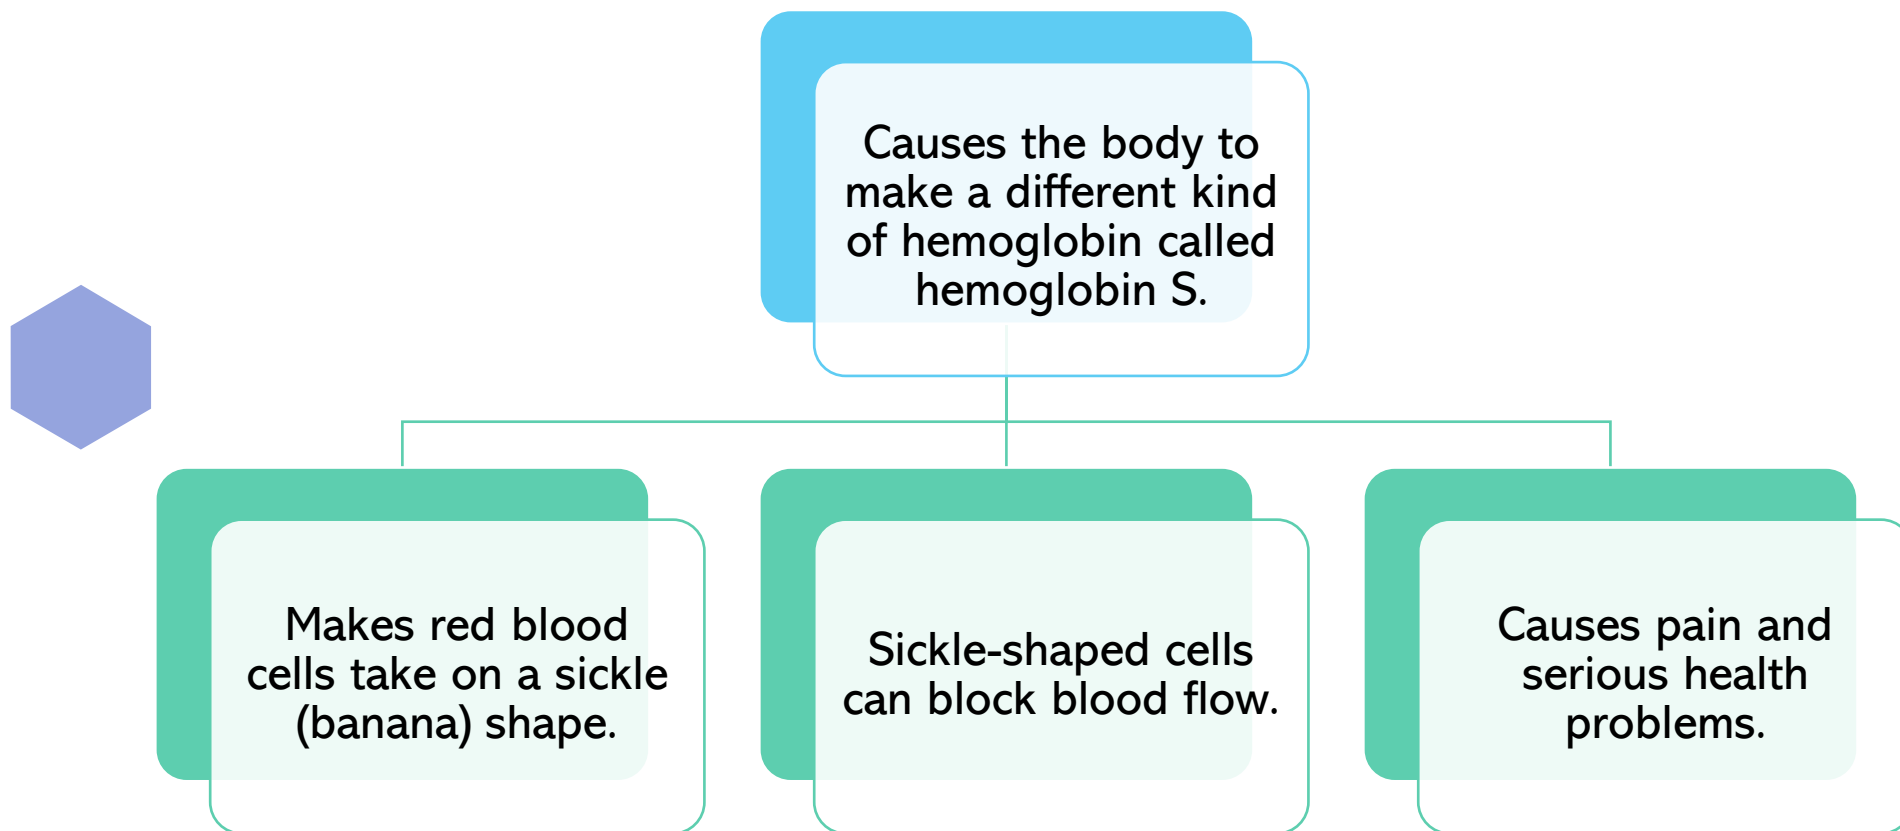 Causes the body to
make a different kind
of hemoglobin called
hemoglobin S.
Makes red blood
cells take on a sickle
(banana) shape.
Sickle-shaped cells
can block blood flow.
Causes pain and
serious health
problems.